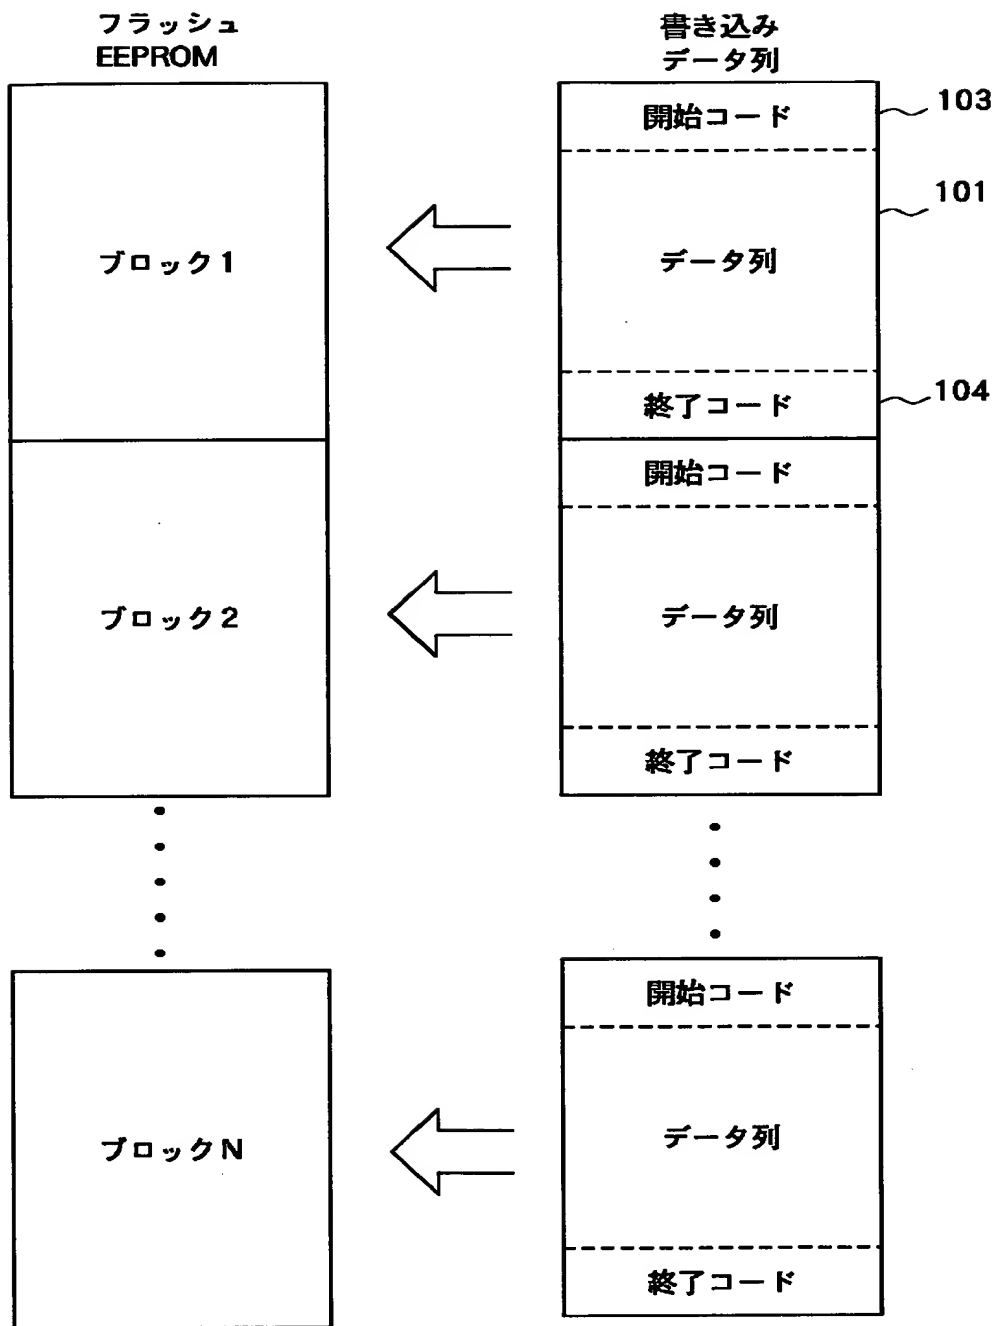 フラッシュ
EEPROM
書き込み
データ列
開始コード
103
101
ブロック1
データ列
終了コード
104
開始コード
ブロック2
データ列
終了コード
開始コード
ブロックN
データ列
終了コード